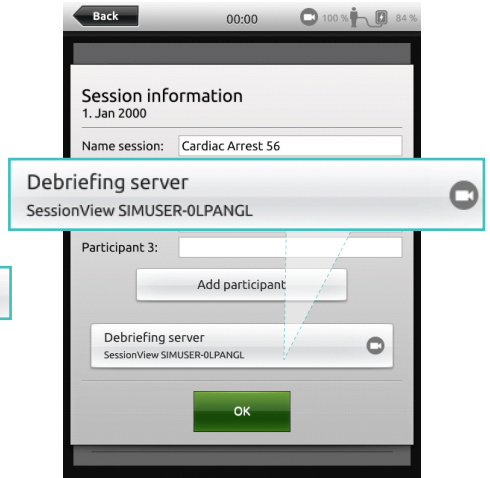 Back 00:00 100 % 84 %
Session information
1. Jan 2000
Name session: Cardiac Arrest 56
Debriefing server
SessionView SIMUSER-0LPANGL
Participant 3:
Add participant
Debriefing server
SessionView SIMUSER-0LPANGL
OK